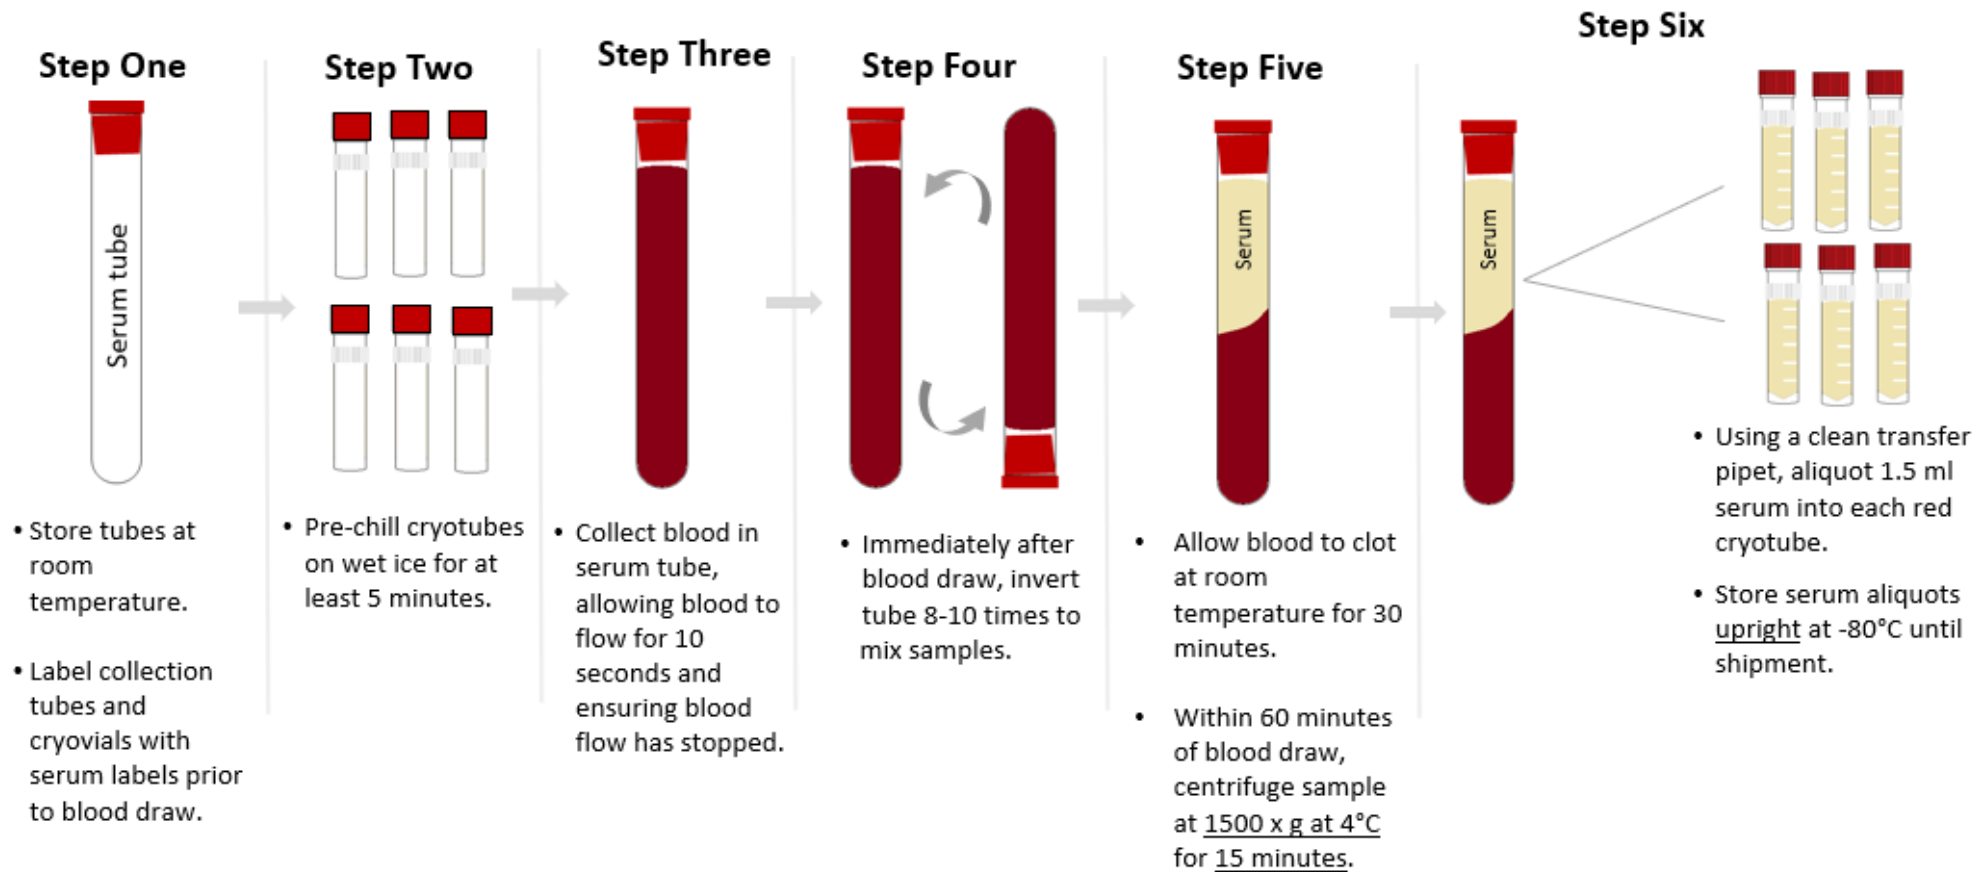 Step One
Serum tube
• Store tubes at
room
temperature.
• Label collection
tubes and
cryovials with
serum labels prior
to blood draw.
Step Two
• Pre-chill cryotubes
on wet ice for at
least 5 minutes.
Step Three
• Collect blood in
serum tube,
allowing blood to
flow for 10
seconds and
ensuring blood
flow has stopped.
Step Four
• Immediately after
blood draw, invert
tube 8-10 times to
mix samples.
Step Five
Serum
• Allow blood to clot
at room
temperature for 30
minutes.
• Within 60 minutes
of blood draw,
centrifuge sample
at 1500 x g at 4°C
for 15 minutes.
Step Six
Serum
• Using a clean transfer
pipet, aliquot 1.5 ml
serum into each red
cryotube.
• Store serum aliquots
upright at -80°C until
shipment.